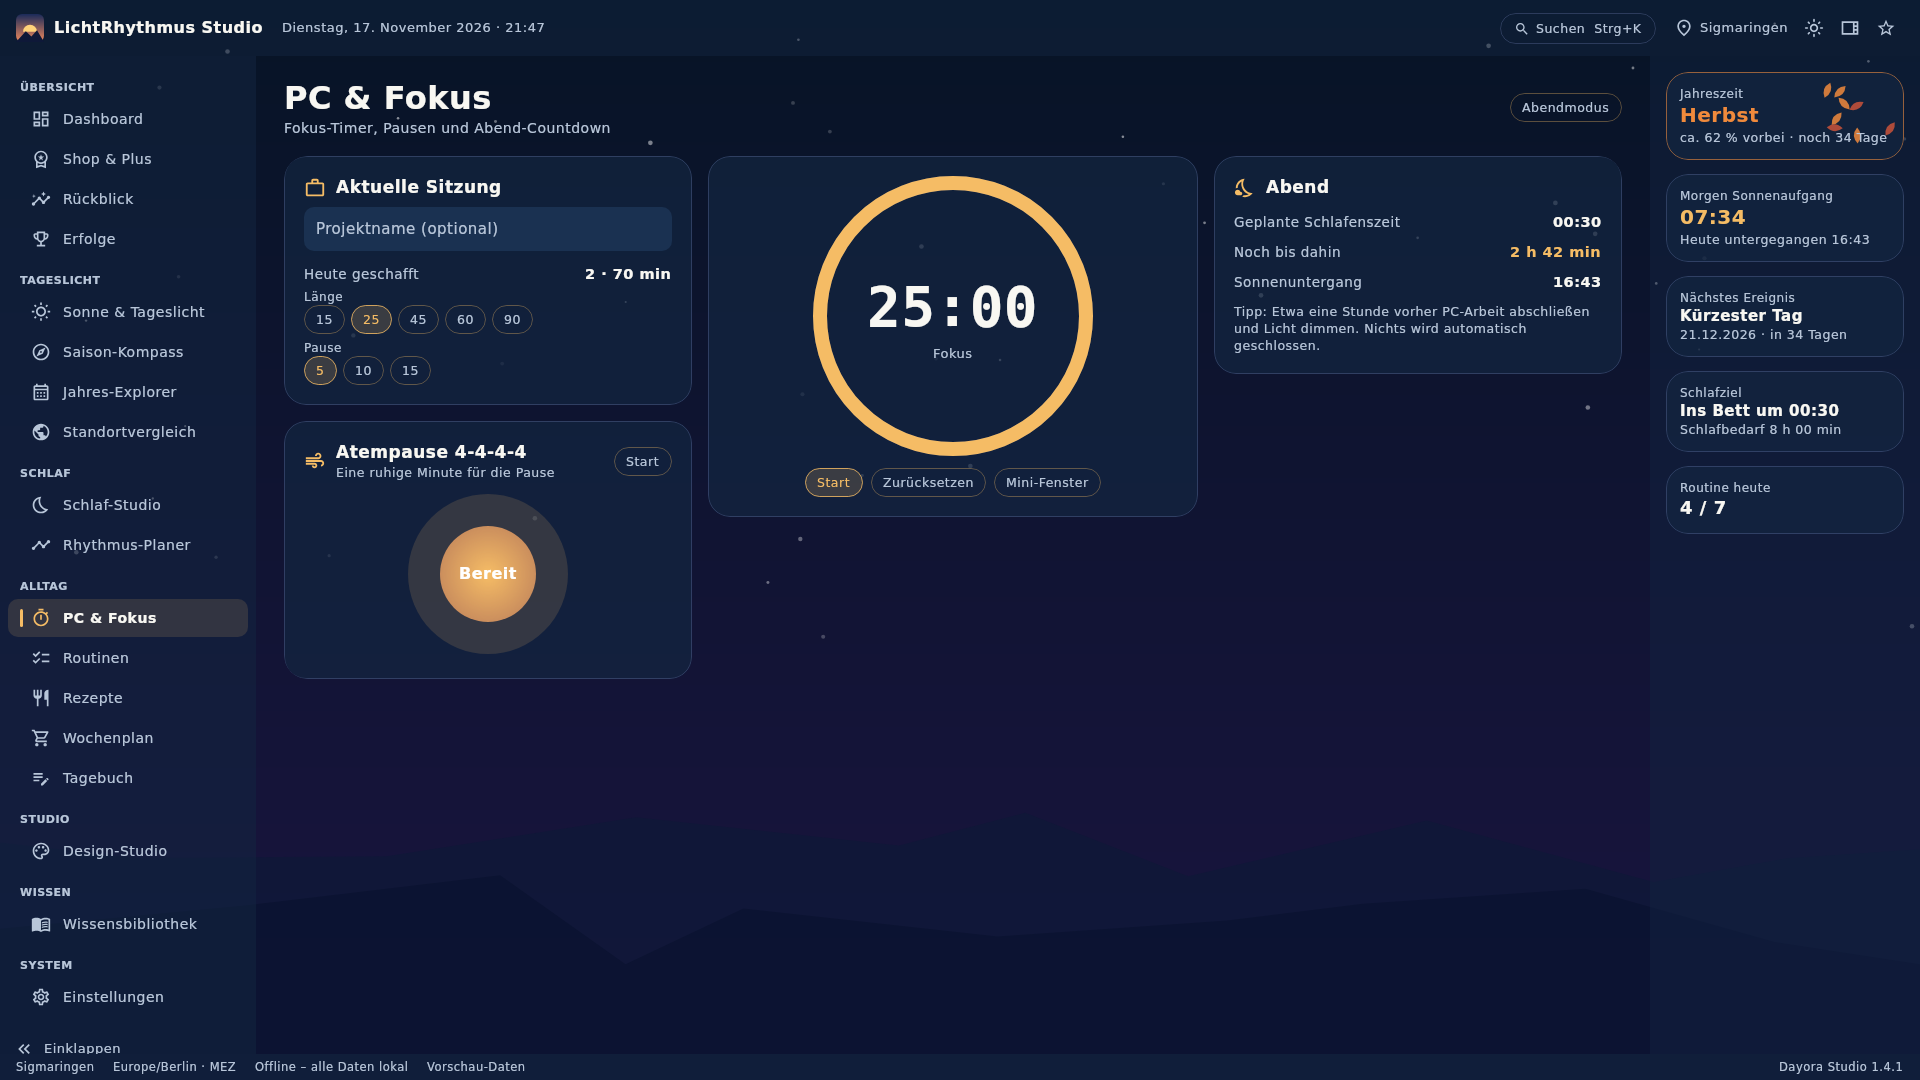 LichtRhythmus Studio
Dienstag, 17. November 2026 · 21:47
Suchen Strg+K
Sigmaringen
ÜBERSICHT
Dashboard
Shop & Plus
Rückblick
Erfolge
TAGESLICHT
Sonne & Tageslicht
Saison-Kompass
Jahres-Explorer
Standortvergleich
SCHLAF
Schlaf-Studio
Rhythmus-Planer
ALLTAG
PC & Fokus
Routinen
Rezepte
Wochenplan
Tagebuch
STUDIO
Design-Studio
WISSEN
Wissensbibliothek
SYSTEM
Einstellungen
Einklappen
PC & Fokus
Fokus-Timer, Pausen und Abend-Countdown
Abendmodus
Aktuelle Sitzung
Projektname (optional)
Heute geschafft 2 · 70 min
Länge
15 25 45 60 90
Pause
5 10 15
Atempause 4-4-4-4
Eine ruhige Minute für die Pause
Start
Bereit
25:00
Fokus
Start Zurücksetzen Mini-Fenster
Abend
Geplante Schlafenszeit 00:30
Noch bis dahin 2 h 42 min
Sonnenuntergang 16:43
Tipp: Etwa eine Stunde vorher PC-Arbeit abschließen
und Licht dimmen. Nichts wird automatisch
geschlossen.
Jahreszeit
Herbst
ca. 62 % vorbei · noch 34 Tage
Morgen Sonnenaufgang
07:34
Heute untergegangen 16:43
Nächstes Ereignis
Kürzester Tag
21.12.2026 · in 34 Tagen
Schlafziel
Ins Bett um 00:30
Schlafbedarf 8 h 00 min
Routine heute
4 / 7
Sigmaringen Europe/Berlin · MEZ Offline – alle Daten lokal Vorschau-Daten
Dayora Studio 1.4.1